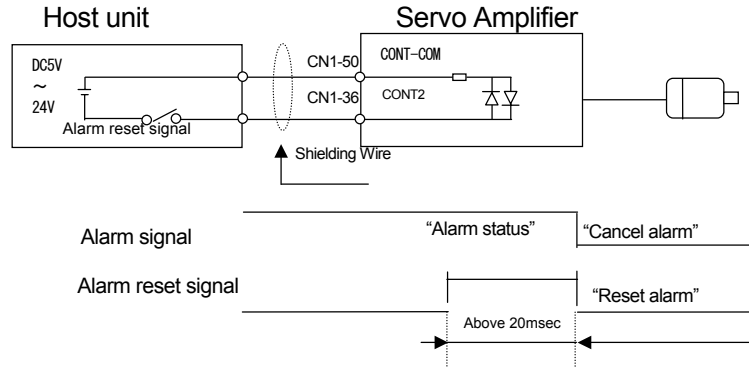 Host unit
Servo Amplifier
DC5V
～
24V
Alarm reset signal
CN1-50
CONT-COM
CN1-36
CONT2
Shielding Wire
Alarm signal
“Alarm status”
“Cancel alarm”
Alarm reset signal
“Reset alarm”
Above 20msec